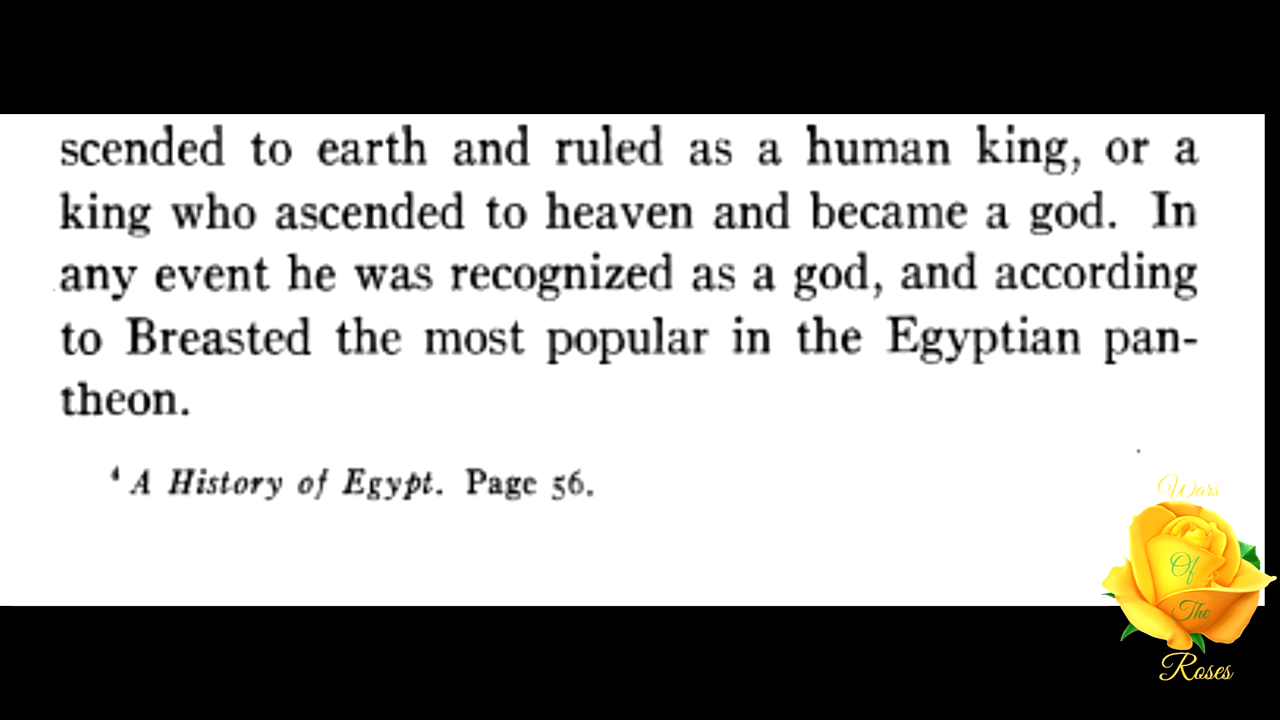 scended to earth and ruled as a human king, or a
king who ascended to heaven and became a god. In
any event he was recognized as a god, and according
to Breasted the most popular in the Egyptian pan-
theon.
⁴ A History of Egypt. Page 56.
Wars
Of
The
Roses